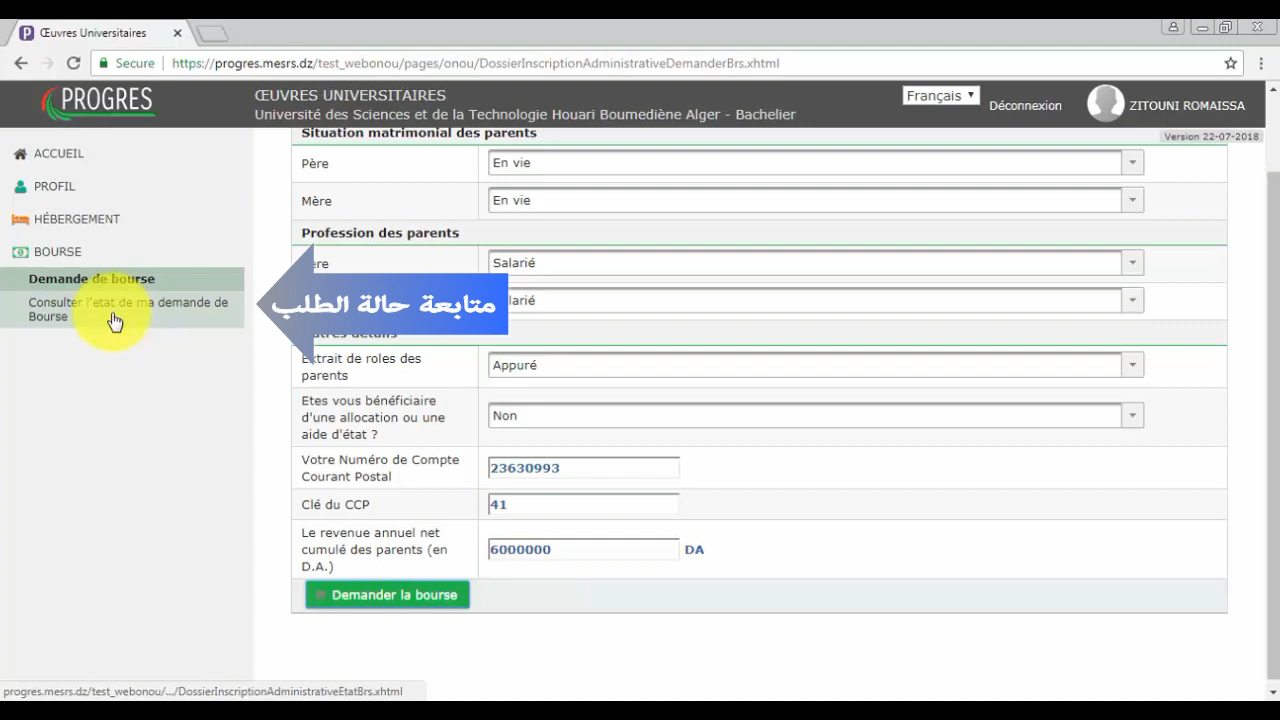 Œuvres Universitaires
Secure
https://progres.mesrs.dz/test_webonou/pages/onou/DossierInscriptionAdministrativeDemanderBrs.xhtml
PROGRES
ŒUVRES UNIVERSITAIRES
Université des Sciences et de la Technologie Houari Boumediène Alger - Bachelier
Français
Déconnexion
ZITOUNI ROMAISSA
Version 22-07-2018
ACCUEIL
PROFIL
HÉBERGEMENT
BOURSE
Demande de bourse
Consulter l'etat de ma demande de
Bourse
متابعة حالة الطلب
Situation matrimonial des parents
Père
En vie
Mère
En vie
Profession des parents
Salarié
Extrait de roles des
parents
Appuré
Etes vous bénéficiaire
d'une allocation ou une
aide d'état ?
Non
Votre Numéro de Compte
Courant Postal
23630993
Clé du CCP
41
Le revenue annuel net
cumulé des parents (en
D.A.)
6000000 DA
Demander la bourse
progres.mesrs.dz/test_webonou/.../DossierInscriptionAdministrativeEtatBrs.xhtml